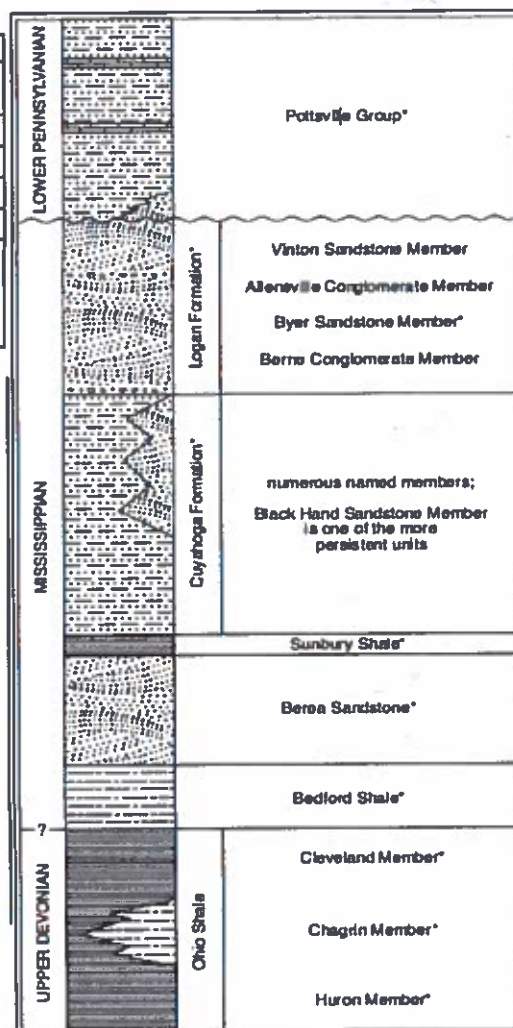 LOWER PENNSYLVANIAN
Pottsville Group*
MISSISSIPPIAN
Logan Formation*
Vinton Sandstone Member
Allensville Conglomerate Member
Byer Sandstone Member*
Berne Conglomerate Member
Cuyahoga Formation*
numerous named members;
Black Hand Sandstone Member
is one of the more
persistent units
Sunbury Shale*
Berea Sandstone*
Bedford Shale*
?
UPPER DEVONIAN
Ohio Shale
Cleveland Member*
Chagrin Member*
Huron Member*